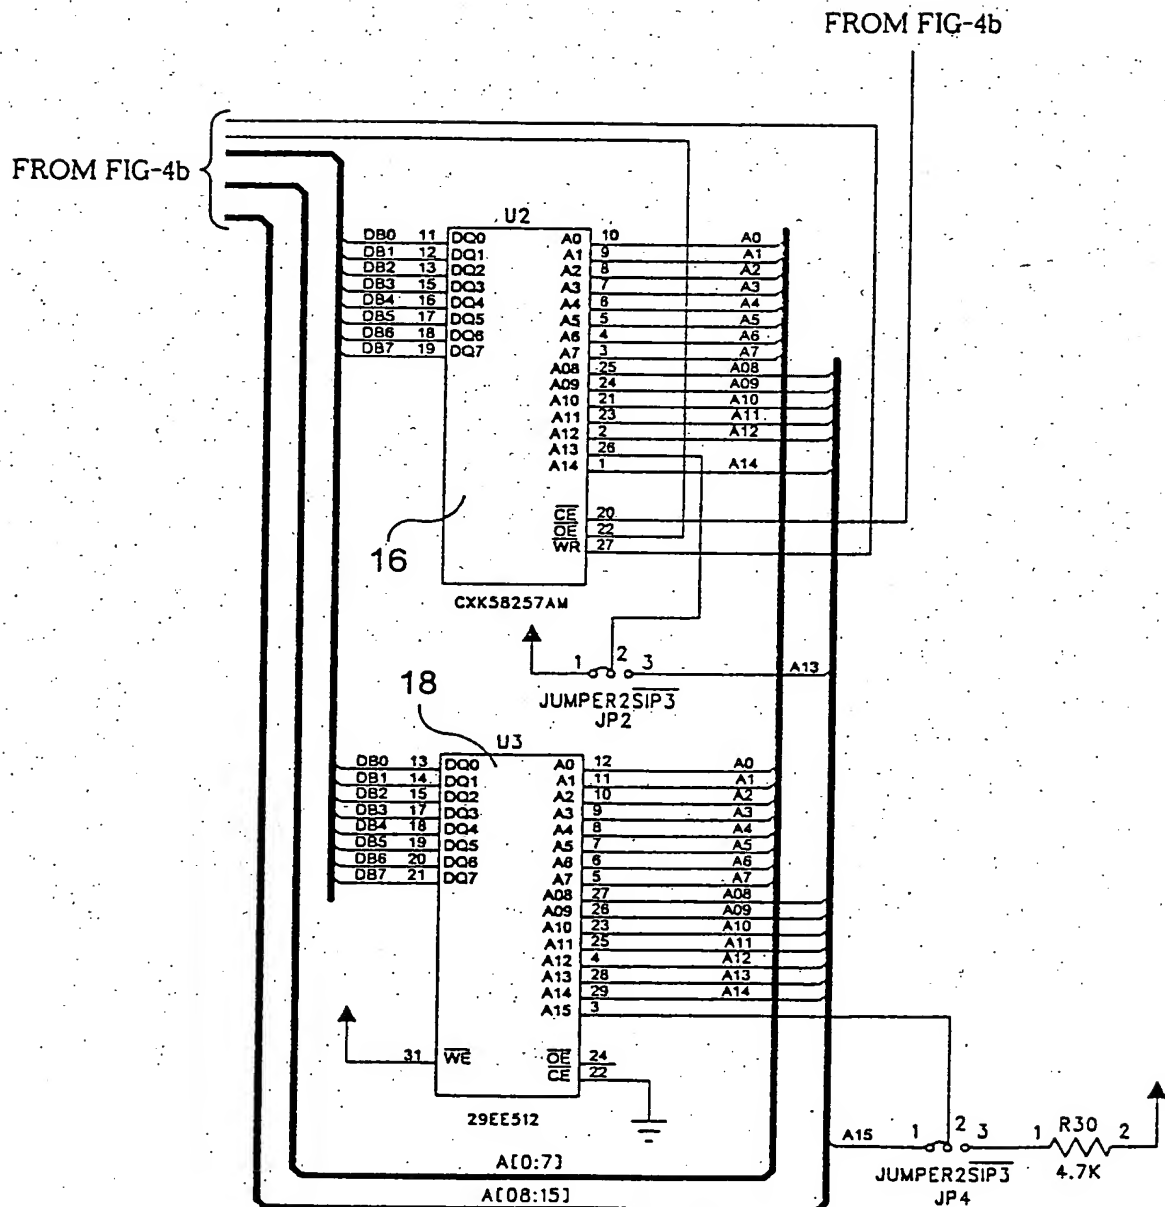 FROM FIG-4b
FROM FIG-4b
U2
DB0 11 DQ0 A0 10 A0
DB1 12 DQ1 A1 9 A1
DB2 13 DQ2 A2 8 A2
DB3 15 DQ3 A3 7 A3
DB4 16 DQ4 A4 6 A4
DB5 17 DQ5 A5 5 A5
DB6 18 DQ6 A6 4 A6
DB7 19 DQ7 A7 3 A7
A08 25 A08
A09 24 A09
A10 21 A10
A11 23 A11
A12 2 A12
A13 26
A14 1 A14
CE 20
OE 22
WR 27
16
CXK58257AM
1 2 3 A13
JUMPER2SIP3
JP2
18
U3
DB0 13 DQ0 A0 12 A0
DB1 14 DQ1 A1 11 A1
DB2 15 DQ2 A2 10 A2
DB3 17 DQ3 A3 9 A3
DB4 18 DQ4 A4 8 A4
DB5 19 DQ5 A5 7 A5
DB6 20 DQ6 A6 6 A6
DB7 21 DQ7 A7 5 A7
A08 27 A08
A09 26 A09
A10 23 A10
A11 25 A11
A12 4 A12
A13 28 A13
A14 29 A14
A15 3
31 WE OE 24
CE 22
29EE512
A15 1 2 3 1 R30 2
4.7K
JUMPER2SIP3
JP4
A[0:7]
A[08:15]